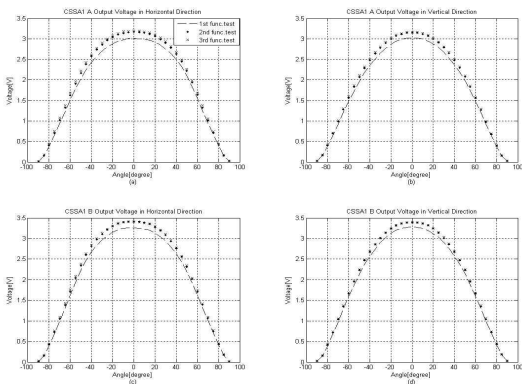 CSSA1 A Output Voltage in Horizontal Direction
3.5
3
2.5
2
1.5
1
0.5
0
Voltage[V]
1st func.test
2nd func.test
3rd func.test
-100 -80 -60 -40 -20 0 20 40 60 80 100
Angle[degree]
(a)
CSSA1 A Output Voltage in Vertical Direction
3.5
3
2.5
2
1.5
1
0.5
0
Voltage[V]
-100 -80 -60 -40 -20 0 20 40 60 80 100
Angle[degree]
(b)
CSSA1 B Output Voltage in Horizontal Direction
3.5
3
2.5
2
1.5
1
0.5
0
Voltage[V]
-100 -80 -60 -40 -20 0 20 40 60 80 100
Angle[degree]
(c)
CSSA1 B Output Voltage in Vertical Direction
3.5
3
2.5
2
1.5
1
0.5
0
Voltage[V]
-100 -80 -60 -40 -20 0 20 40 60 80 100
Angle[degree]
(d)